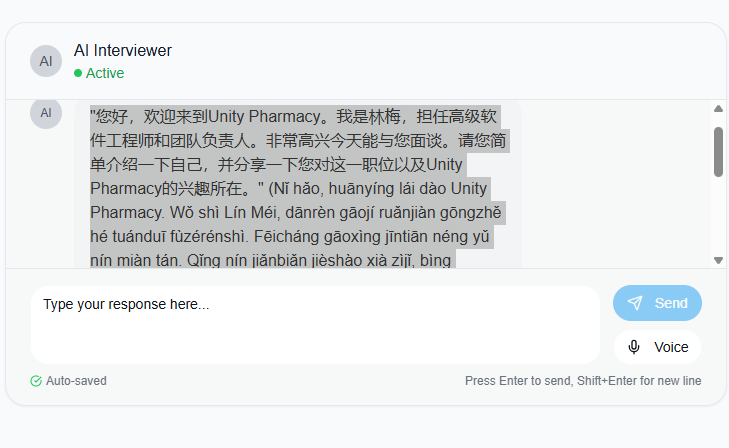 AI
AI Interviewer
Active
AI
"您好，欢迎来到Unity Pharmacy。我是林梅，担任高级软
件工程师和团队负责人。非常高兴今天能与您面谈。请您简
单介绍一下自己，并分享一下您对这一职位以及Unity
Pharmacy的兴趣所在。" (Nǐ hǎo, huānyíng lái dào Unity
Pharmacy. Wǒ shì Lín Méi, dānrèn gāojí ruǎnjiàn gōngzhě
hé tuánduī fùzérénshì. Fēicháng gāoxìng jīntiān néng yǔ
nín miàn tán. Qǐng nín jiǎnbiǎn jièshào xià zìjǐ, bìng
Type your response here...
Send
Voice
Auto-saved
Press Enter to send, Shift+Enter for new line